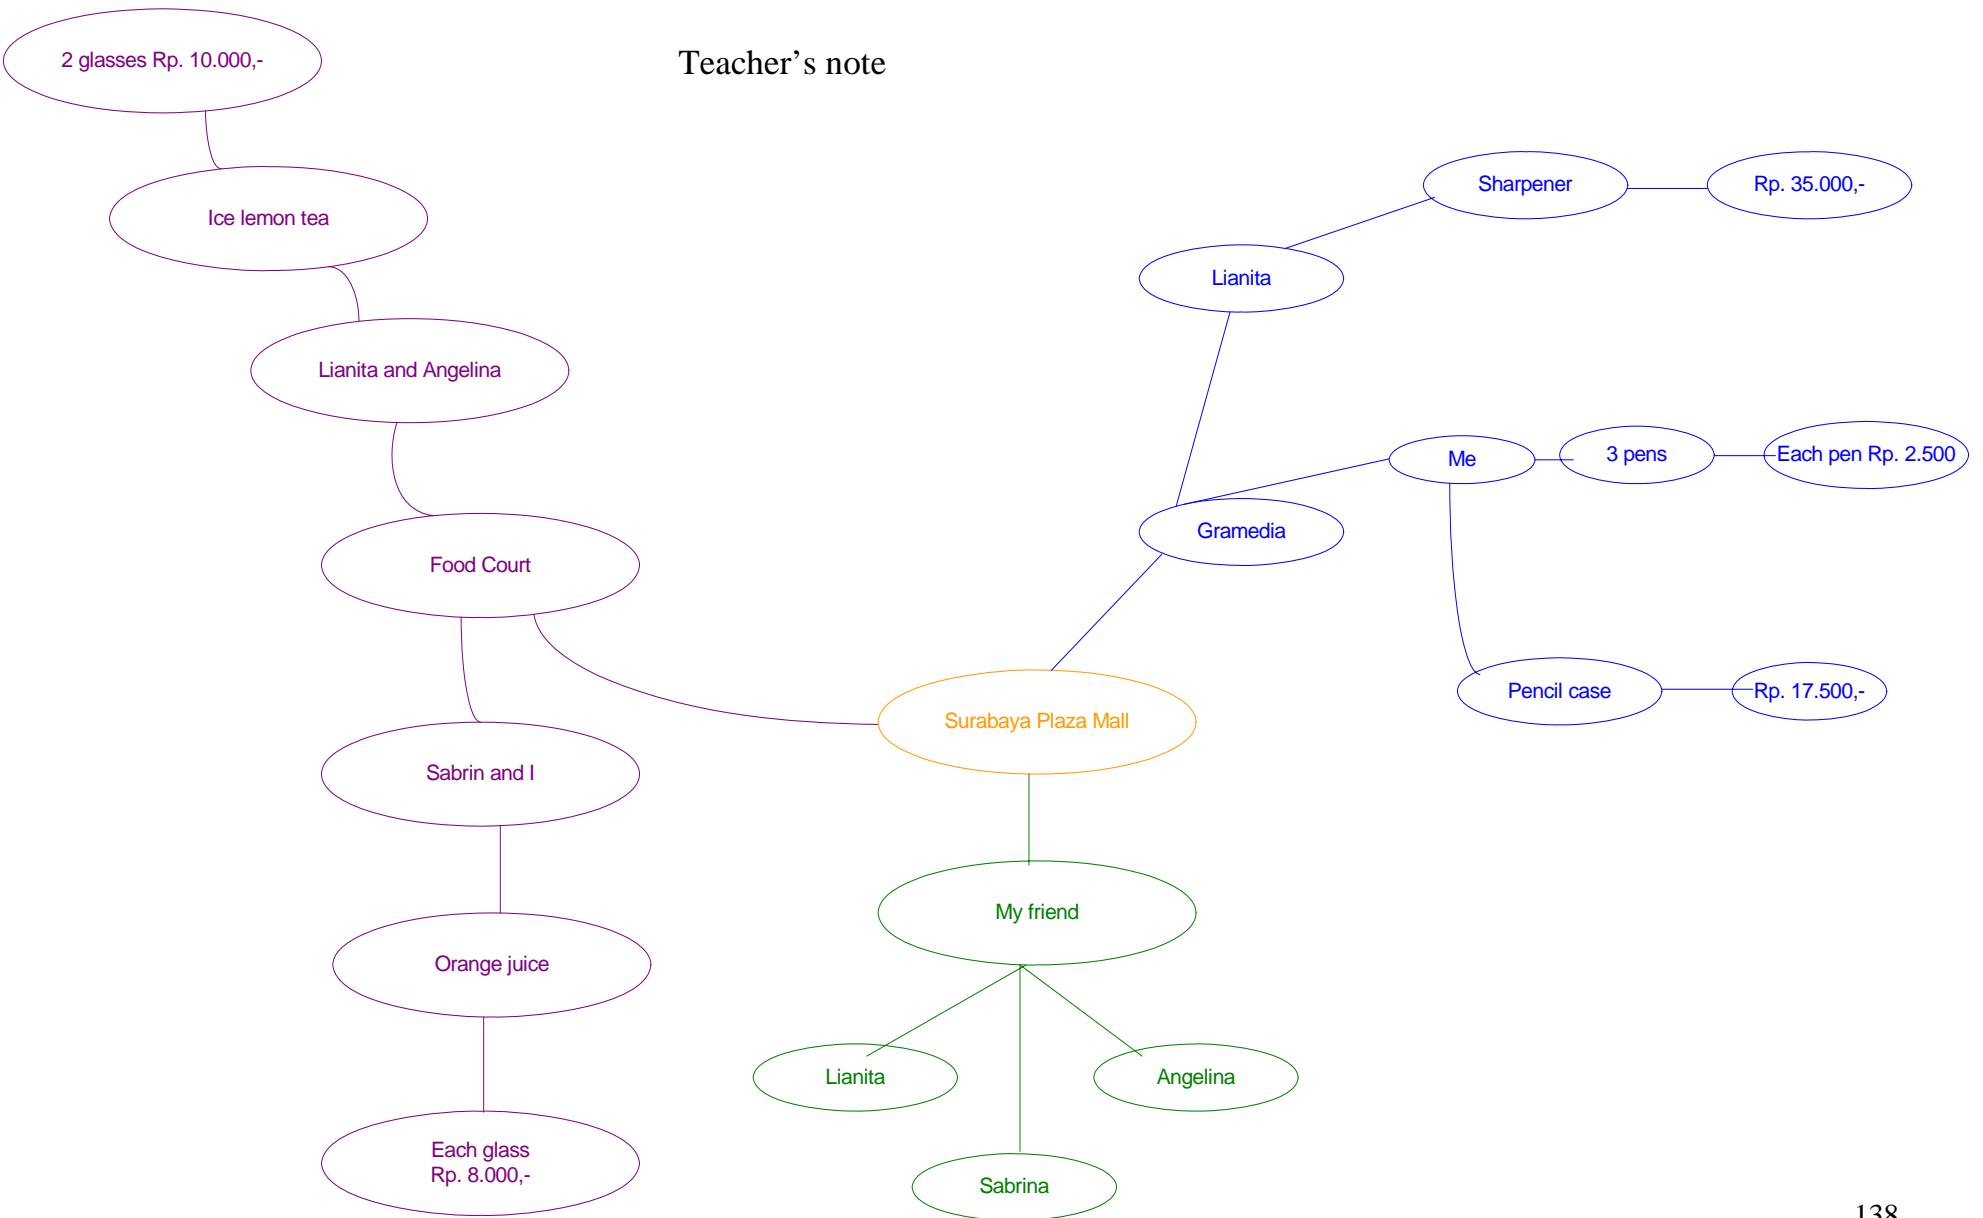 Teacher’s note
2 glasses Rp. 10.000,-
Ice lemon tea
Lianita and Angelina
Food Court
Sabrin and I
Orange juice
Each glass
Rp. 8.000,-
Sharpener
Rp. 35.000,-
Lianita
Me
3 pens
Each pen Rp. 2.500
Gramedia
Pencil case
Rp. 17.500,-
Surabaya Plaza Mall
My friend
Lianita
Angelina
Sabrina
138